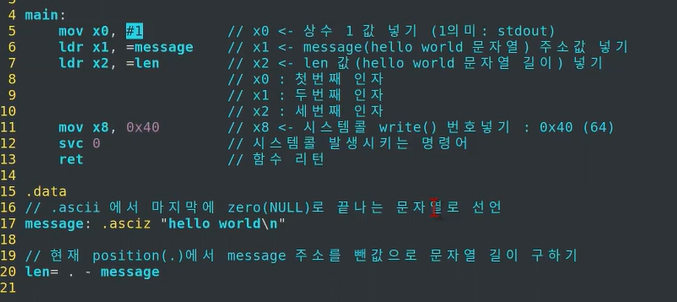 4 main:
5 mov x0, #1 // x0 <- 상수 1 값 넣기 (1의미: stdout)
6 ldr x1, =message // x1 <- message(hello world 문자열) 주소값 넣기
7 ldr x2, =len // x2 <- len 값(hello world 문자열 길이) 넣기
8 // x0 : 첫번째 인자
9 // x1 : 두번째 인자
10 // x2 : 세번째 인자
11 mov x8, 0x40 // x8 <- 시스템콜 write() 번호넣기 : 0x40 (64)
12 svc 0 // 시스템콜 발생시키는 명령어
13 ret // 함수 리턴
14
15 .data
16 // .ascii 에서 마지막에 zero(NULL)로 끝나는 문자열로 선언
17 message: .asciz "hello world\n"
18
19 // 현재 position(.)에서 message 주소를 뺀값으로 문자열 길이 구하기
20 len= . - message
21